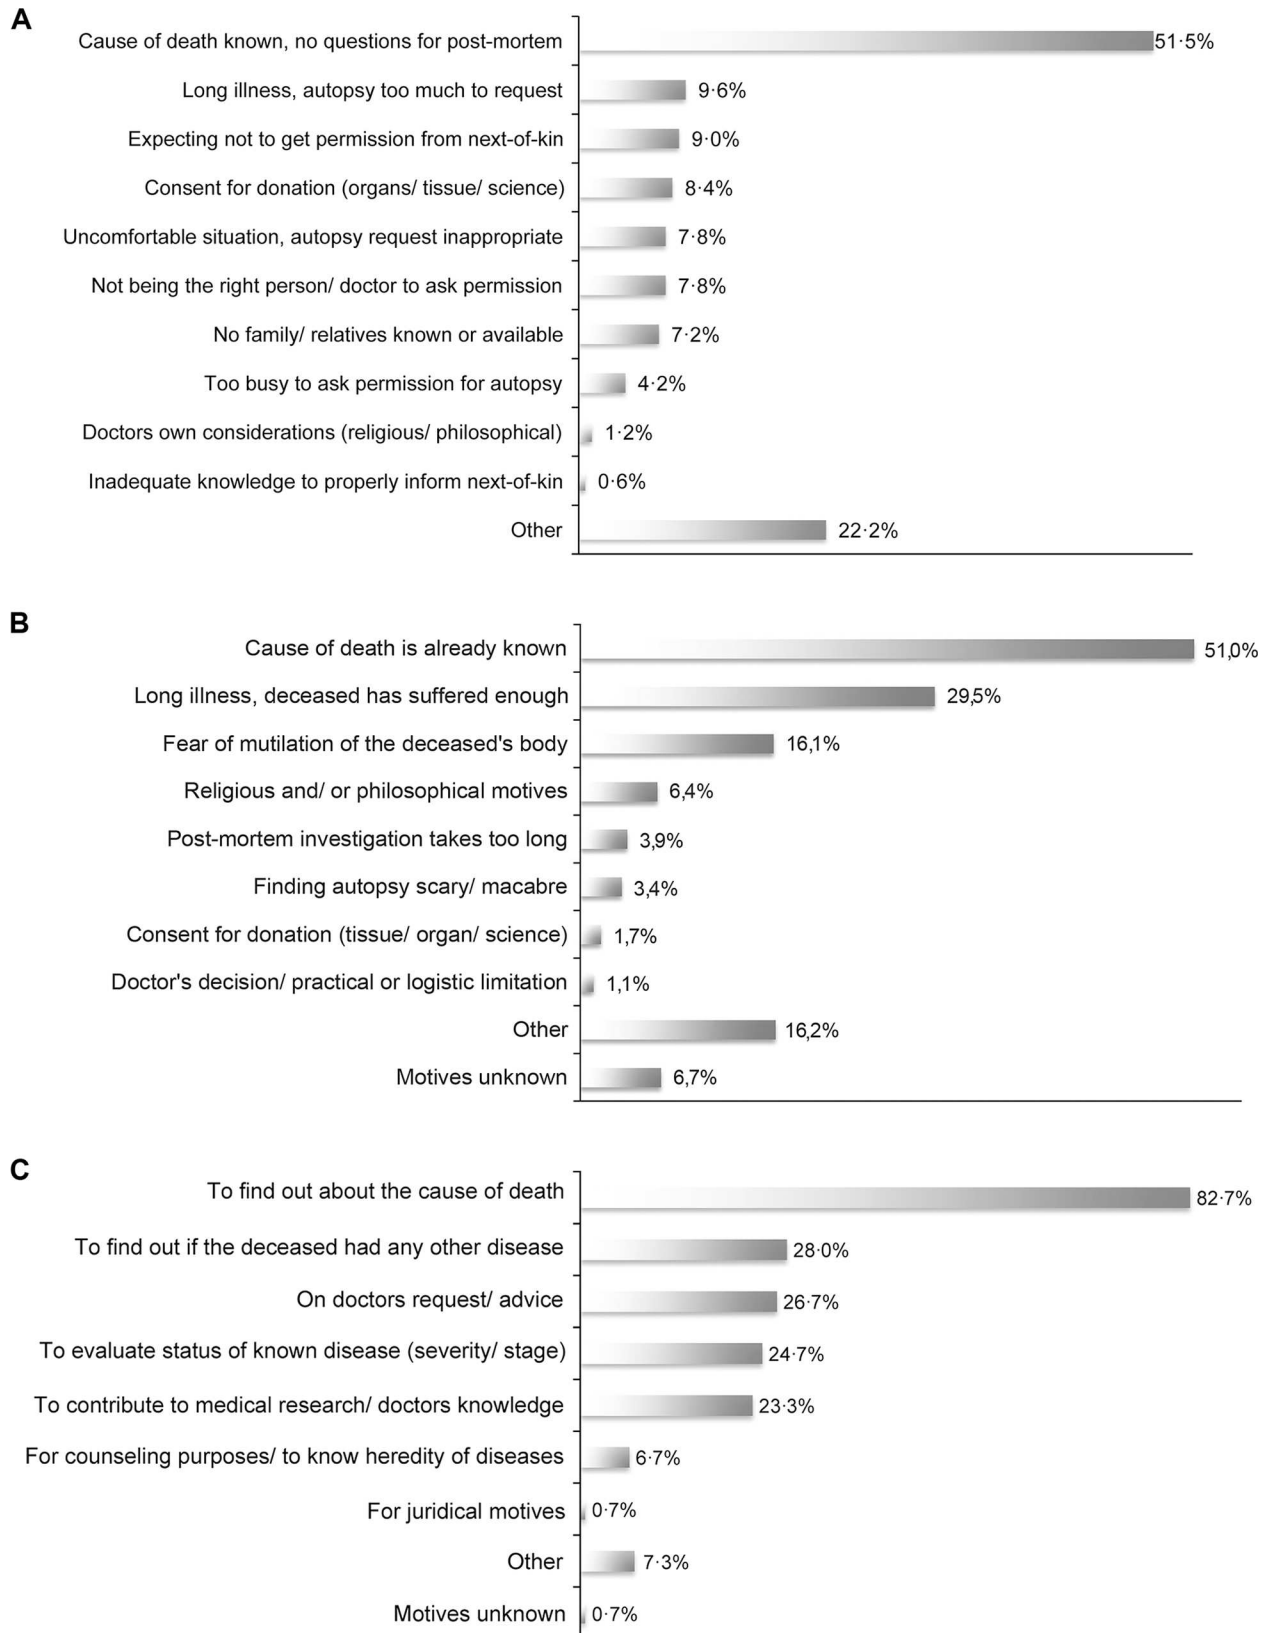 A
Cause of death known, no questions for post-mortem 51·5%
Long illness, autopsy too much to request 9·6%
Expecting not to get permission from next-of-kin 9·0%
Consent for donation (organs/ tissue/ science) 8·4%
Uncomfortable situation, autopsy request inappropriate 7·8%
Not being the right person/ doctor to ask permission 7·8%
No family/ relatives known or available 7·2%
Too busy to ask permission for autopsy 4·2%
Doctors own considerations (religious/ philosophical) 1·2%
Inadequate knowledge to properly inform next-of-kin 0·6%
Other 22·2%
B
Cause of death is already known 51,0%
Long illness, deceased has suffered enough 29,5%
Fear of mutilation of the deceased's body 16,1%
Religious and/ or philosophical motives 6,4%
Post-mortem investigation takes too long 3,9%
Finding autopsy scary/ macabre 3,4%
Consent for donation (tissue/ organ/ science) 1,7%
Doctor's decision/ practical or logistic limitation 1,1%
Other 16,2%
Motives unknown 6,7%
C
To find out about the cause of death 82·7%
To find out if the deceased had any other disease 28·0%
On doctors request/ advice 26·7%
To evaluate status of known disease (severity/ stage) 24·7%
To contribute to medical research/ doctors knowledge 23·3%
For counseling purposes/ to know heredity of diseases 6·7%
For juridical motives 0·7%
Other 7·3%
Motives unknown 0·7%